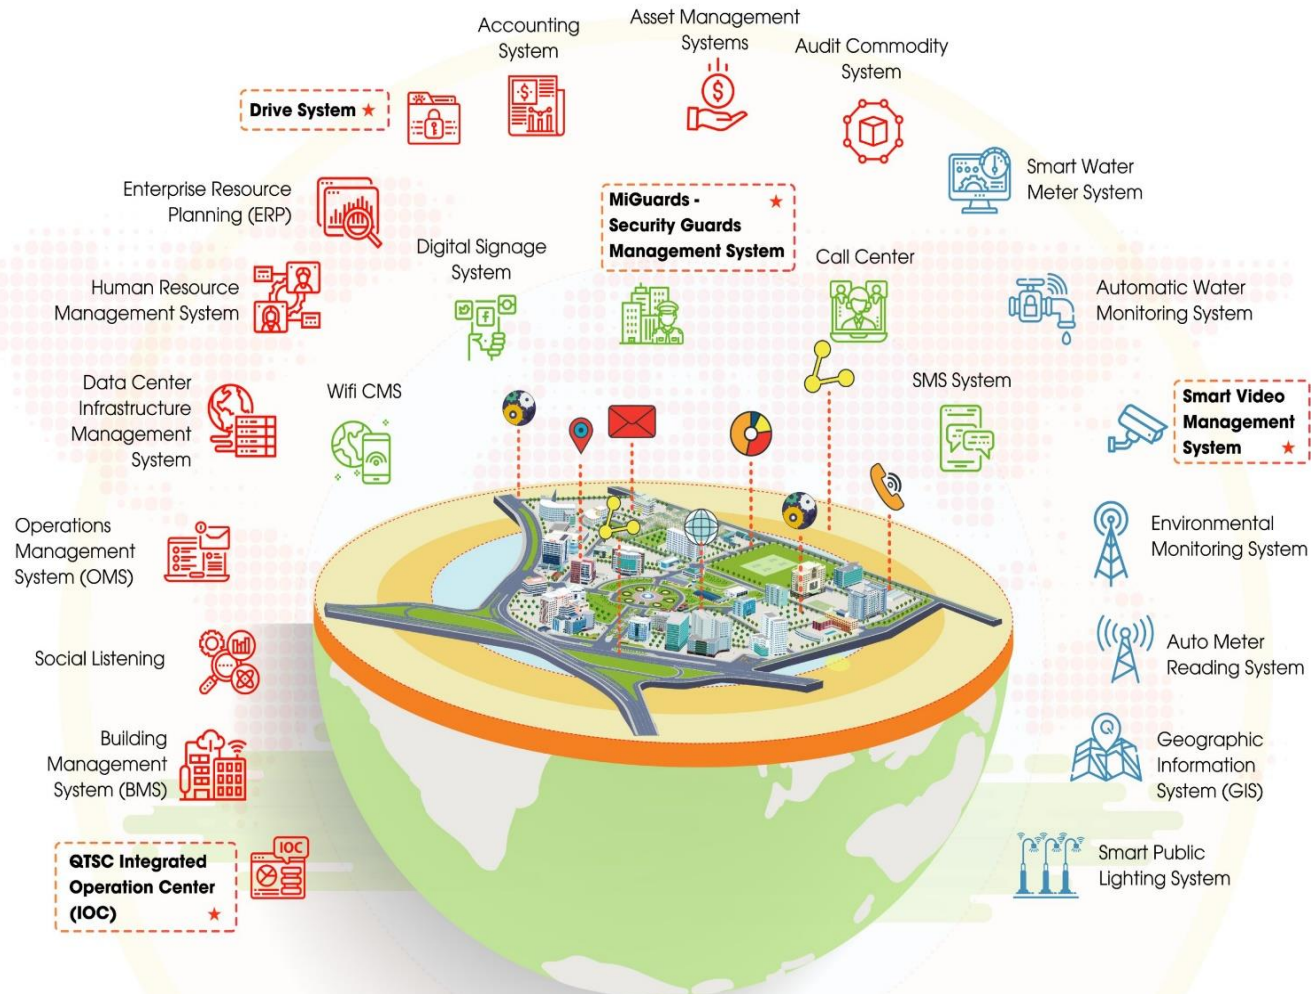 Accounting
System
Asset Management
Systems
Audit Commodity
System
Drive System
Smart Water
Meter System
Enterprise Resource
Planning (ERP)
MiGuards -
Security Guards
Management System
Digital Signage
System
Call Center
Human Resource
Management System
Automatic Water
Monitoring System
Data Center
Infrastructure
Management
System
Wifi CMS
SMS System
Smart Video
Management
System
Operations
Management
System (OMS)
Environmental
Monitoring System
Social Listening
Auto Meter
Reading System
Building
Management
System (BMS)
Geographic
Information
System (GIS)
QTSC Integrated
Operation Center
(IOC)
IOC
Smart Public
Lighting System